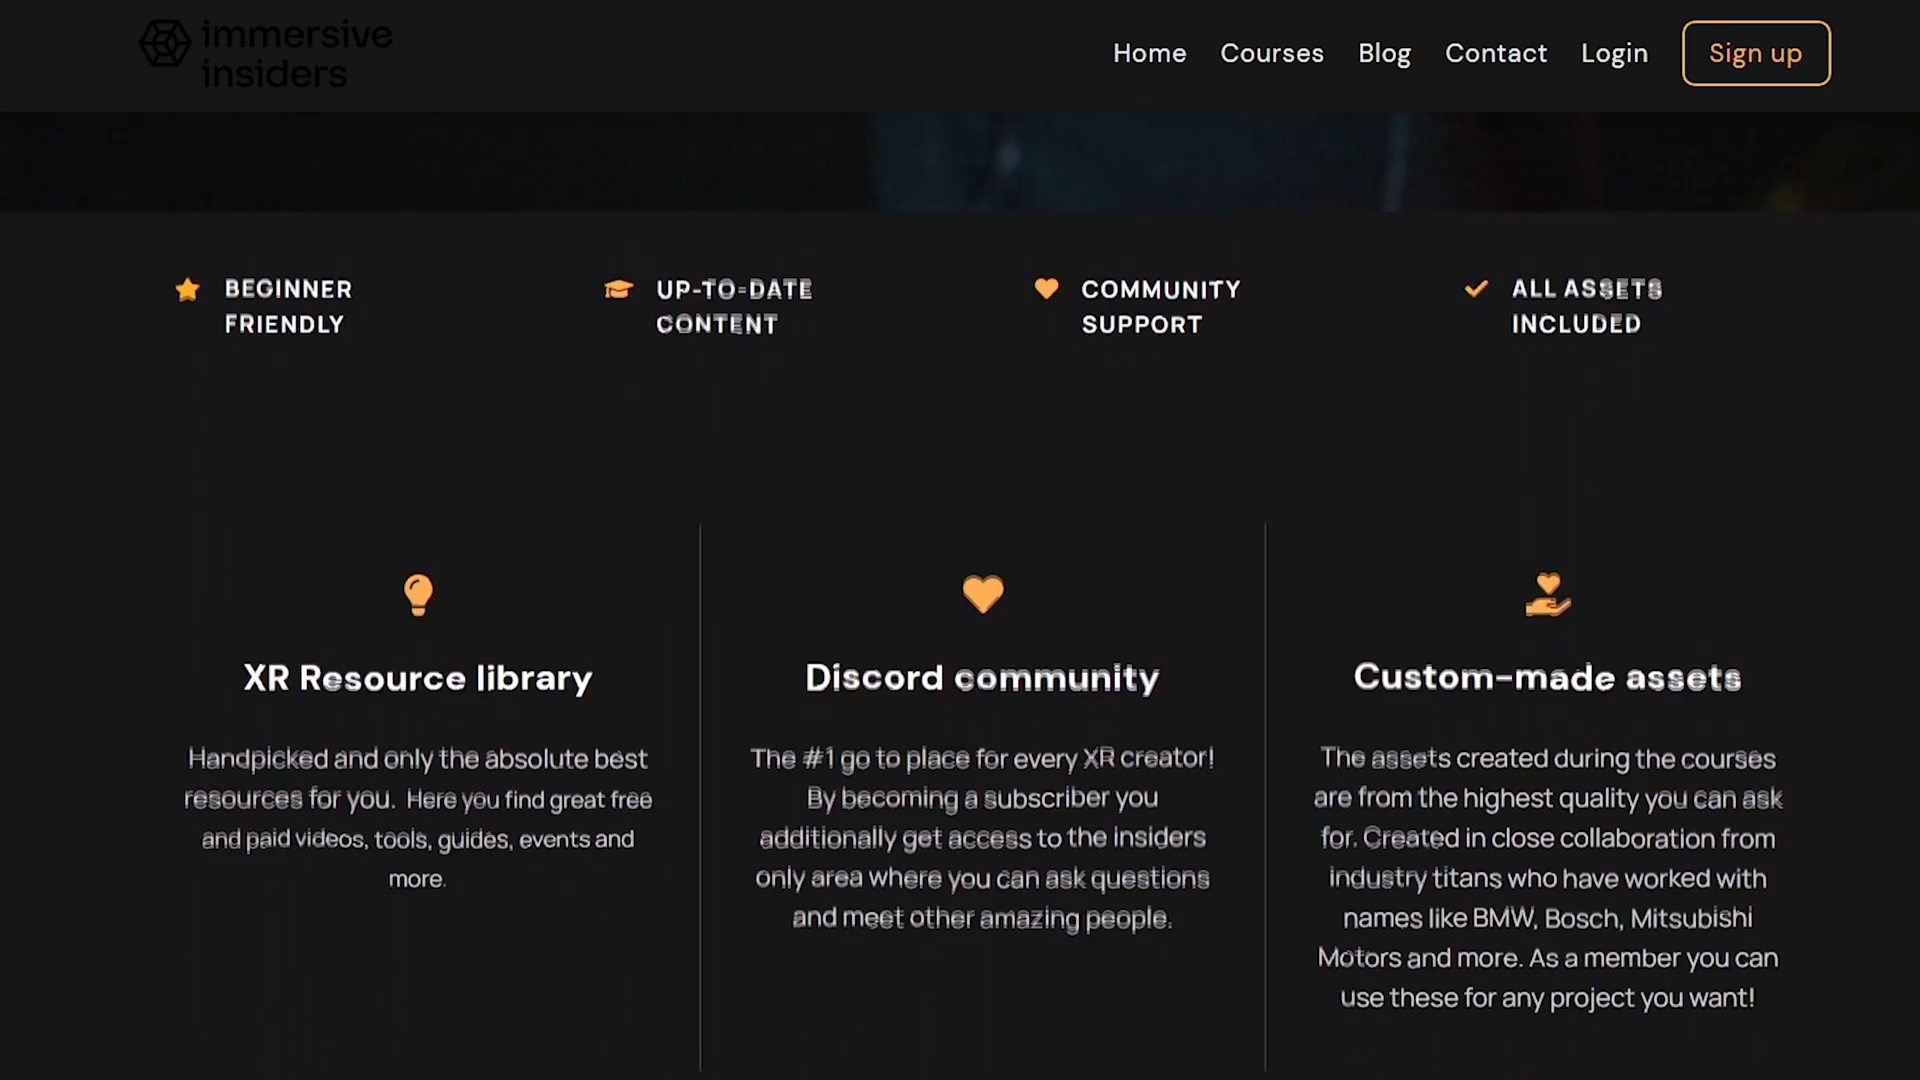 immersive
insiders
Home Courses Blog Contact Login Sign up
BEGINNER
FRIENDLY
UP-TO-DATE
CONTENT
COMMUNITY
SUPPORT
ALL ASSETS
INCLUDED
XR Resource library
Handpicked and only the absolute best
resources for you. Here you find great free
and paid videos, tools, guides, events and
more.
Discord community
The #1 go to place for every XR creator!
By becoming a subscriber you
additionally get access to the insiders
only area where you can ask questions
and meet other amazing people.
Custom-made assets
The assets created during the courses
are from the highest quality you can ask
for. Created in close collaboration from
industry titans who have worked with
names like BMW, Bosch, Mitsubishi
Motors and more. As a member you can
use these for any project you want!